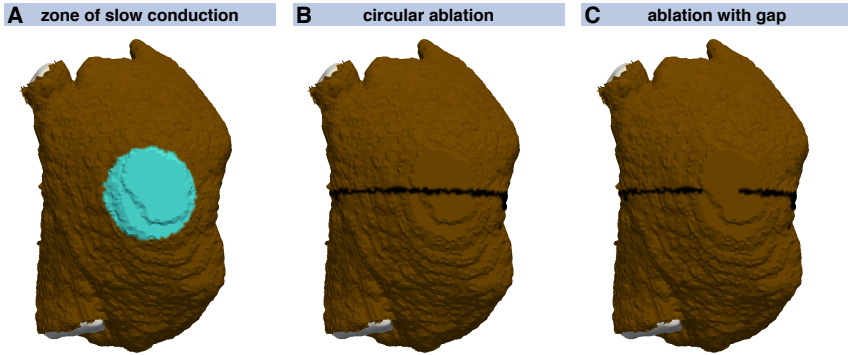 A zone of slow conduction
B circular ablation
C ablation with gap